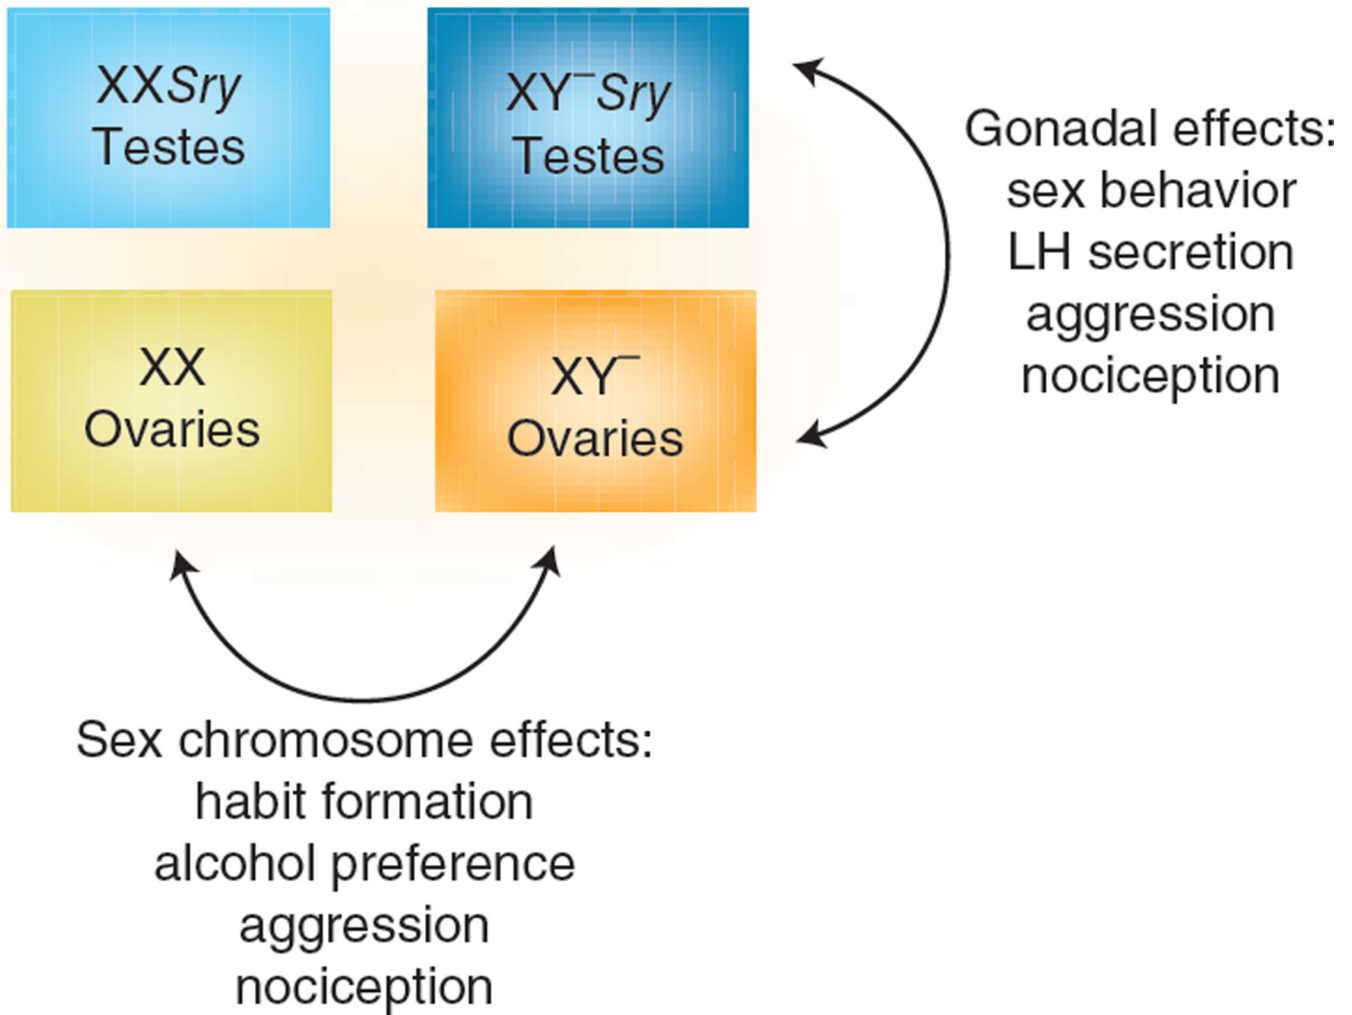 XXSry
Testes
XY⁻Sry
Testes
XX
Ovaries
XY⁻
Ovaries
Gonadal effects:
sex behavior
LH secretion
aggression
nociception
Sex chromosome effects:
habit formation
alcohol preference
aggression
nociception